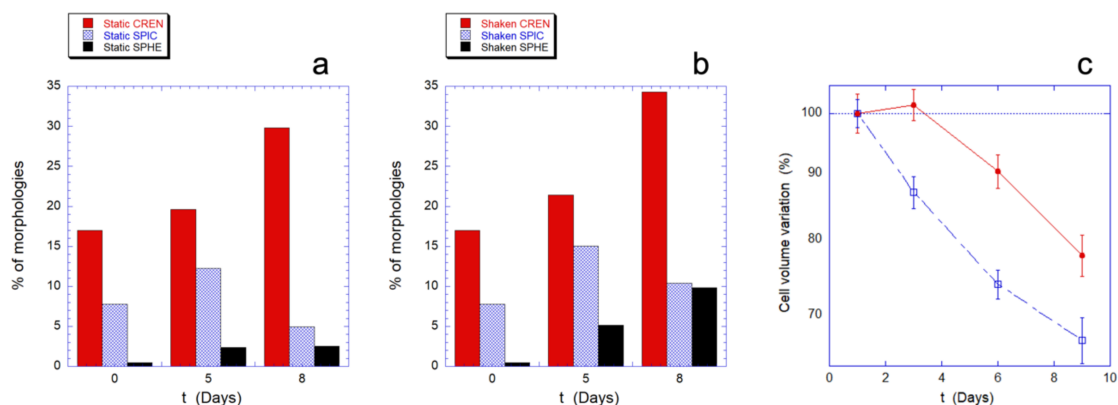 Static CREN
Static SPIC
Static SPHE
a
35
30
25
20
15
10
5
0
% of morphologies
0 5 8
t (Days)
Shaken CREN
Shaken SPIC
Shaken SPHE
b
35
30
25
20
15
10
5
0
% of morphologies
0 5 8
t (Days)
c
100
90
80
70
Cell volume variation (%)
0 2 4 6 8 10
t (Days)